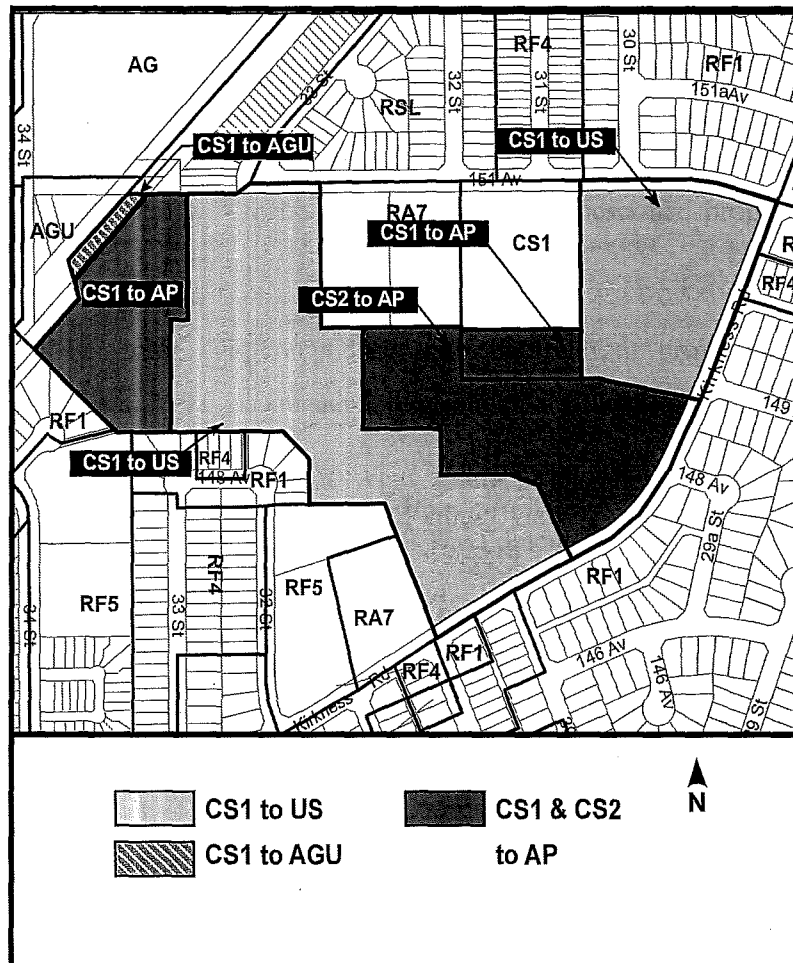 AG
RF4
RF1
30 St
32 St
31 St
151aAv
RSL
34 St
33 St
CS1 to AGU
CS1 to US
151 Av
AGU
RA7
CS1 to AP
CS1
CS1 to AP
CS2 to AP
RF4
Kirkness Rd
RF1
149
CS1 to US
RF4
148 Av
RF1
148 Av
29a St
RF4
RF5
RF5
RF1
34 St
33 St
32 St
RA7
146 Av
RF1
RF4
Kirkness Rd
146 Av
CS1 to US
CS1 & CS2
to AP
CS1 to AGU
N